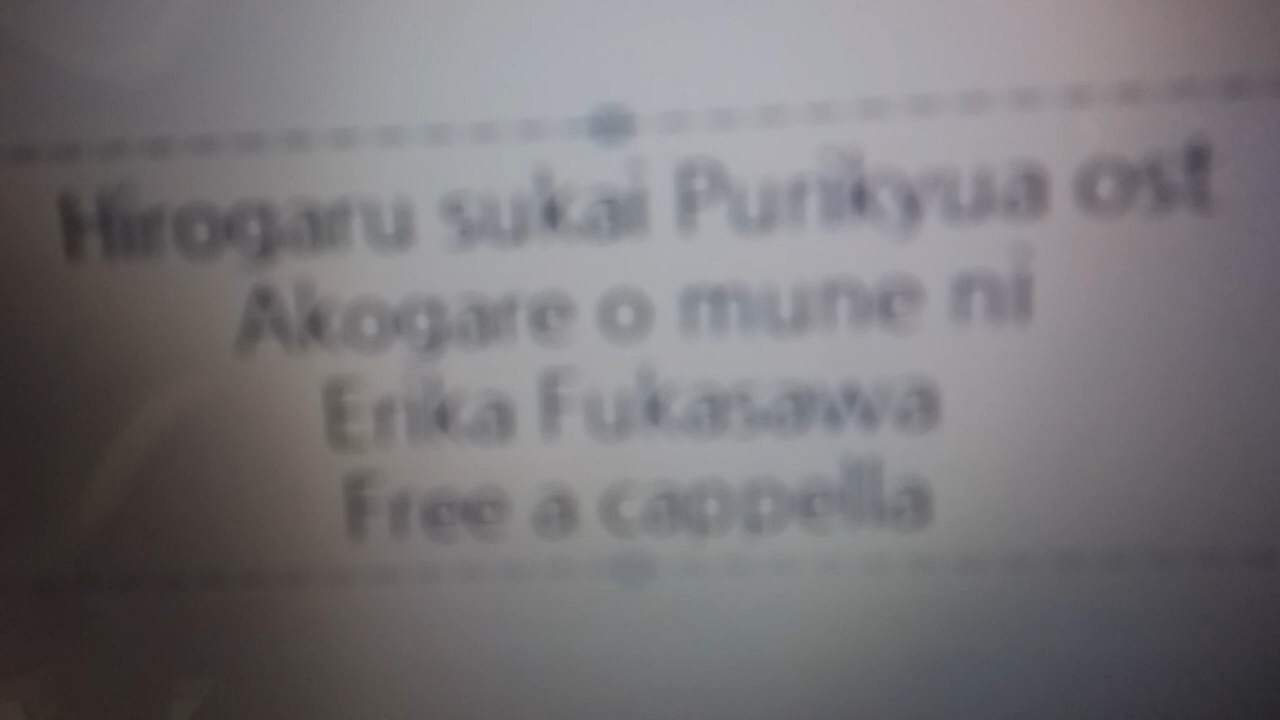 Hirogaru sukai Purikyua ost
Akogare o mune ni
Erika Fukasawa
Free a cappella